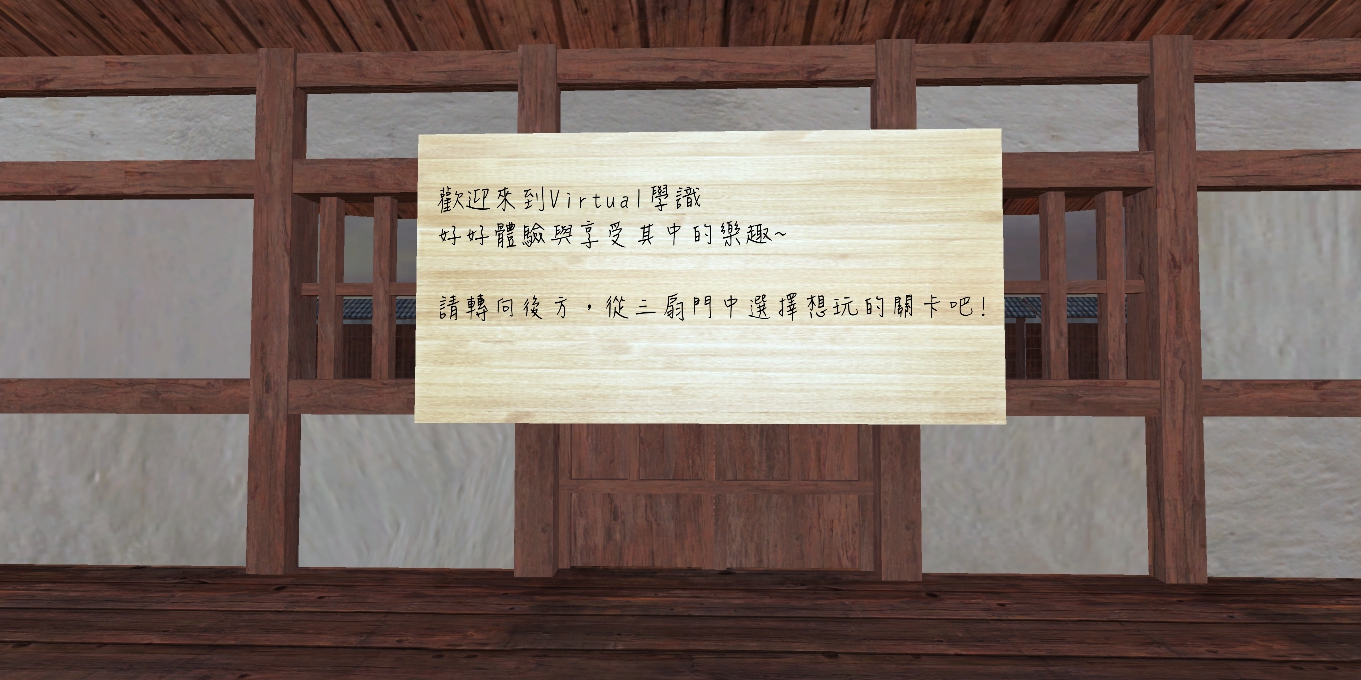 歡迎來到Virtual學識
好好體驗與享受其中的樂趣~
請轉向後方，從三扇門中選擇想玩的關卡吧!